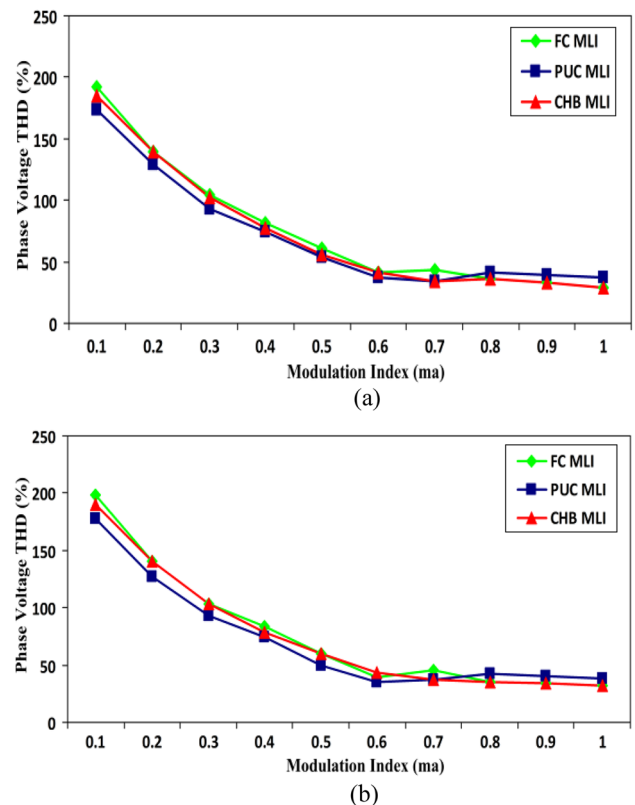 250
200
150
100
50
0
Phase Voltage THD (%)
FC MLI
PUC MLI
CHB MLI
0.1 0.2 0.3 0.4 0.5 0.6 0.7 0.8 0.9 1
Modulation Index (ma)
(a)
250
200
150
100
50
0
Phase Voltage THD (%)
FC MLI
PUC MLI
CHB MLI
0.1 0.2 0.3 0.4 0.5 0.6 0.7 0.8 0.9 1
Modulation Index (ma)
(b)